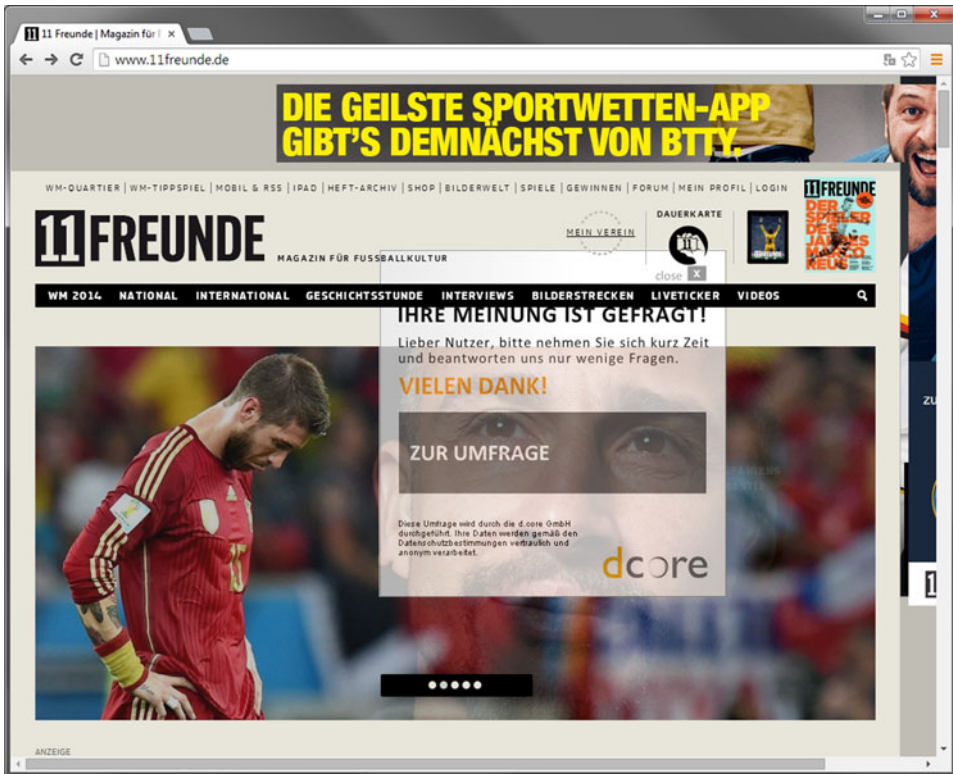 11 Freunde | Magazin für
www.11freunde.de
DIE GEILSTE SPORTWETTEN-APP
GIBT'S DEMNÄCHST VON BTTY.
WM-QUARTIER | WM-TIPPSPIEL | MOBIL & RSS | IPAD | HEFT-ARCHIV | SHOP | BILDERWELT | SPIELE | GEWINNEN | FORUM | MEIN PROFIL | LOGIN
11FREUNDE
MAGAZIN FÜR FUSSBALLKULTUR
MEIN VEREIN
DAUERKARTE
11
11FREUNDE
DER
SPIELER
DES
JAHRES
MARCO
REUS
close X
WM 2014 NATIONAL INTERNATIONAL GESCHICHTSSTUNDE INTERVIEWS BILDERSTRECKEN LIVETICKER VIDEOS
IHRE MEINUNG IST GEFRAGT!
Lieber Nutzer, bitte nehmen Sie sich kurz Zeit
und beantworten uns nur wenige Fragen.
VIELEN DANK!
ZUR UMFRAGE
Diese Umfrage wird durch die d.core GmbH
durchgeführt. Ihre Daten werden gemäß den
Datenschutzbestimmungen vertraulich und
anonym verarbeitet.
dcore
ZU
15
ANZEIGE